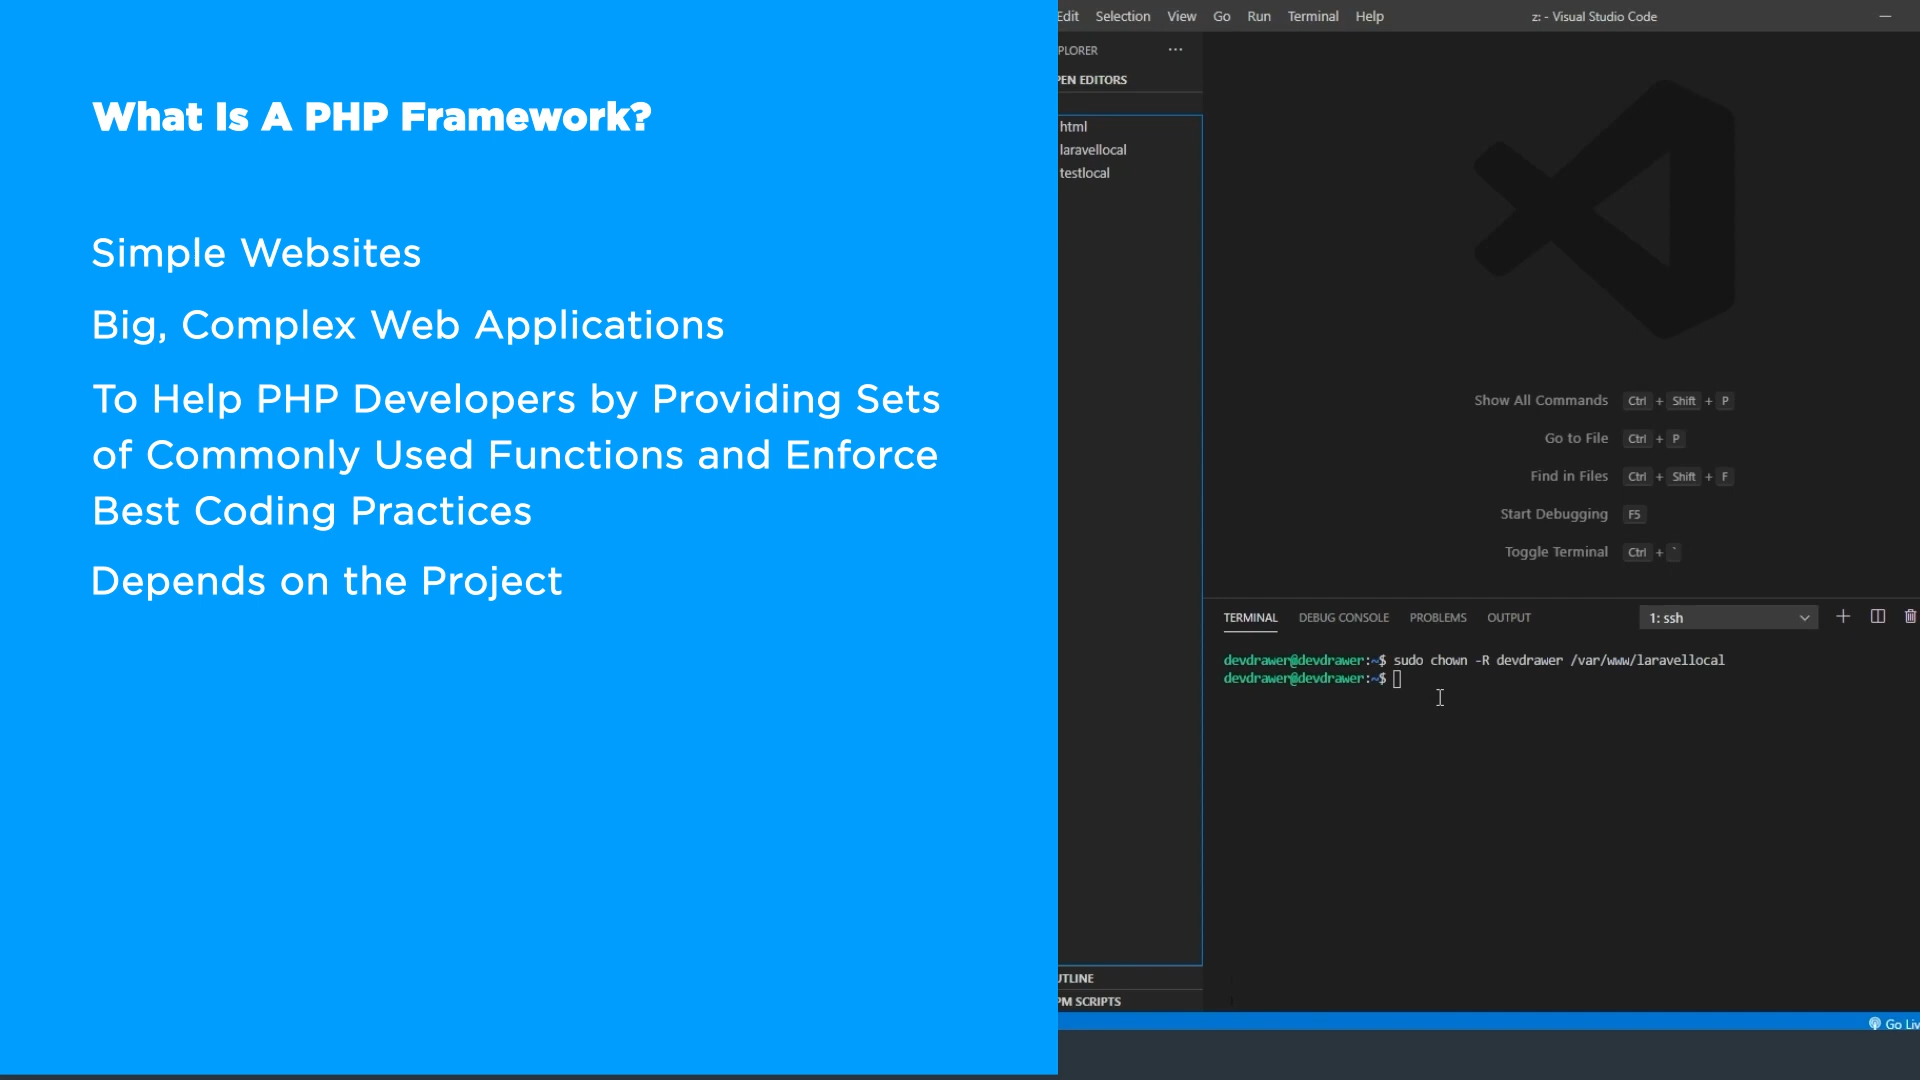 What Is A PHP Framework?
Simple Websites
Big, Complex Web Applications
To Help PHP Developers by Providing Sets
of Commonly Used Functions and Enforce
Best Coding Practices
Depends on the Project
Edit Selection View Go Run Terminal Help
z: - Visual Studio Code
PLORER
PEN EDITORS
html
laravellocal
testlocal
Show All Commands Ctrl + Shift + P
Go to File Ctrl + P
Find in Files Ctrl + Shift + F
Start Debugging F5
Toggle Terminal Ctrl + `
TERMINAL DEBUG CONSOLE PROBLEMS OUTPUT 1: ssh
devdrawer@devdrawer:~$ sudo chown -R devdrawer /var/www/laravellocal
devdrawer@devdrawer:~$
UTLINE
PM SCRIPTS
Go Liv